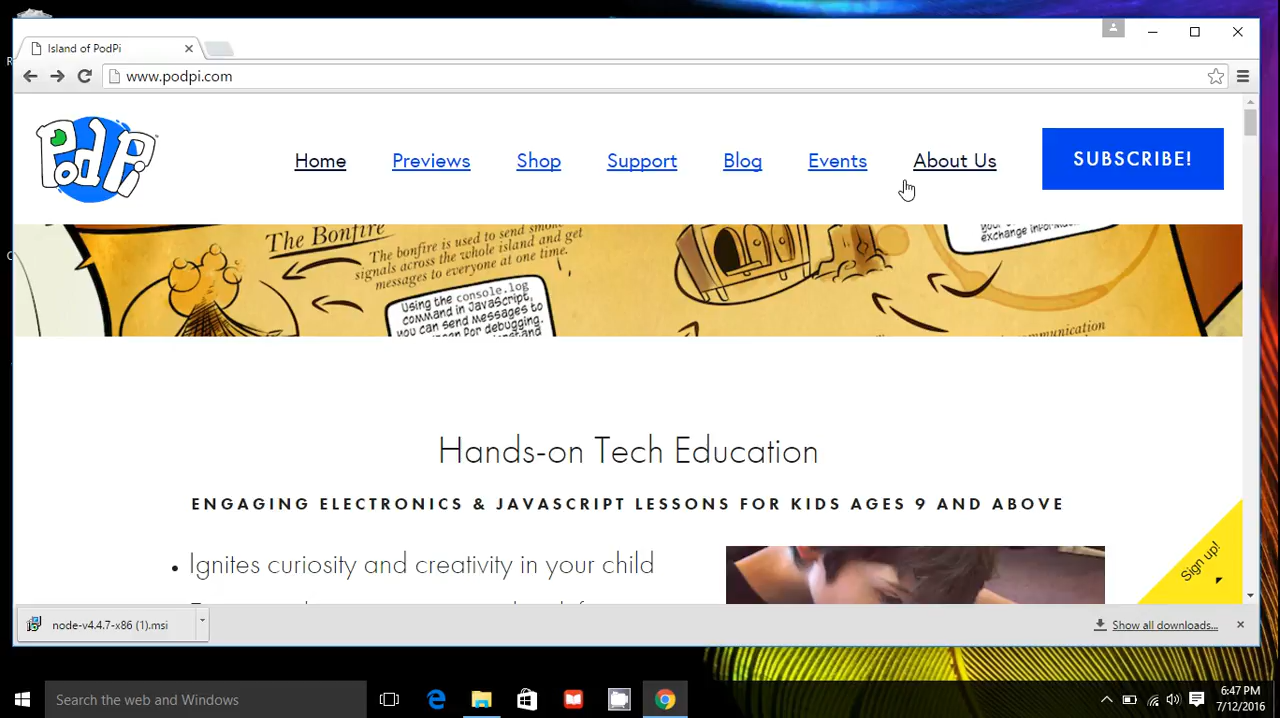 Island of PodPi
www.podpi.com
PodPi
Home
Previews
Shop
Support
Blog
Events
About Us
SUBSCRIBE!
The Bonfire
The bonfire is used to send smoke
signals across the whole island and get
messages to everyone at one time.
Using the console.log
command in JavaScript,
you can send messages to
exchange infor
mmunication
Hands-on Tech Education
ENGAGING ELECTRONICS & JAVASCRIPT LESSONS FOR KIDS AGES 9 AND ABOVE
• Ignites curiosity and creativity in your child
Sign up!
node-v4.4.7-x86 (1).msi
Show all downloads...
Search the web and Windows
6:47 PM
7/12/2016